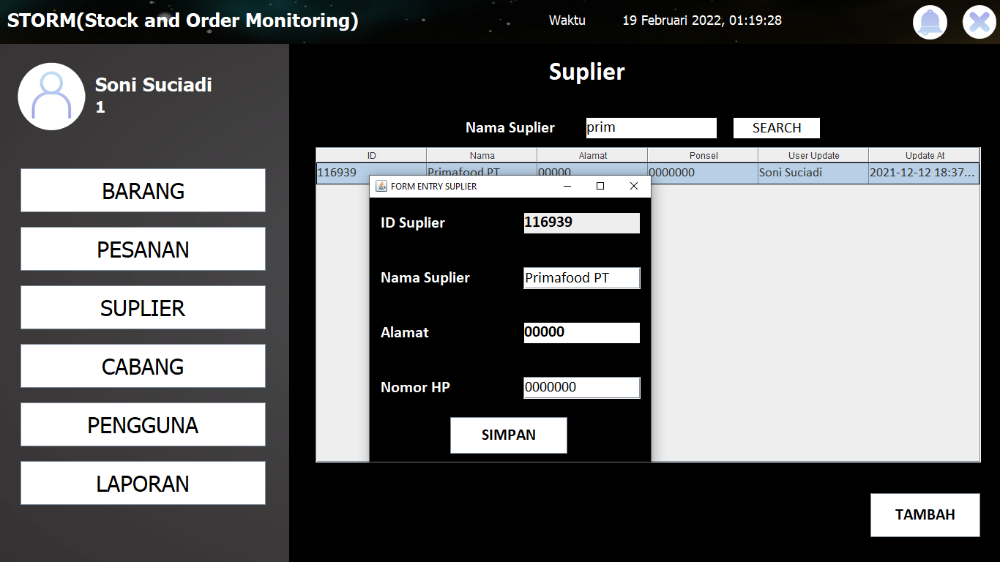 STORM(Stock and Order Monitoring)
Waktu
19 Februari 2022, 01:19:28
Soni Suciadi
1
BARANG
PESANAN
SUPLIER
CABANG
PENGGUNA
LAPORAN
Suplier
Nama Suplier
prim
SEARCH
ID Nama Alamat Ponsel User Update Update At
116939 Primafood PT 00000 0000000 Soni Suciadi 2021-12-12 18:37...
FORM ENTRY SUPLIER
ID Suplier 116939
Nama Suplier Primafood PT
Alamat 00000
Nomor HP 0000000
SIMPAN
TAMBAH